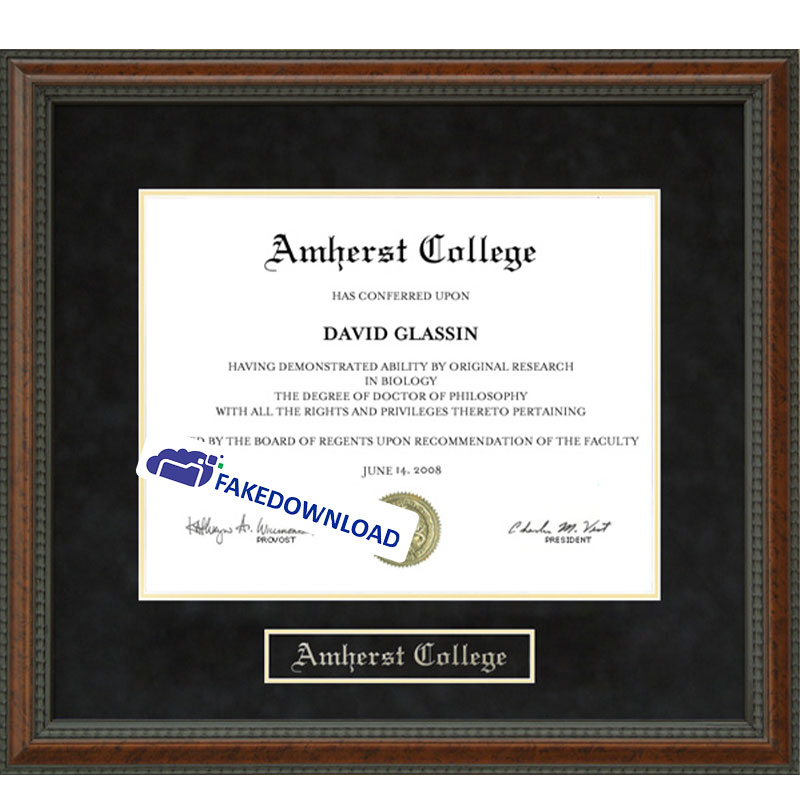 Amherst College
HAS CONFERRED UPON
DAVID GLASSIN
HAVING DEMONSTRATED ABILITY BY ORIGINAL RESEARCH
IN BIOLOGY
THE DEGREE OF DOCTOR OF PHILOSOPHY
WITH ALL THE RIGHTS AND PRIVILEGES THERETO PERTAINING
BY THE BOARD OF REGENTS UPON RECOMMENDATION OF THE FACULTY
JUNE 14, 2008
FAKEDOWNLOAD
PROVOST
PRESIDENT
Amherst College